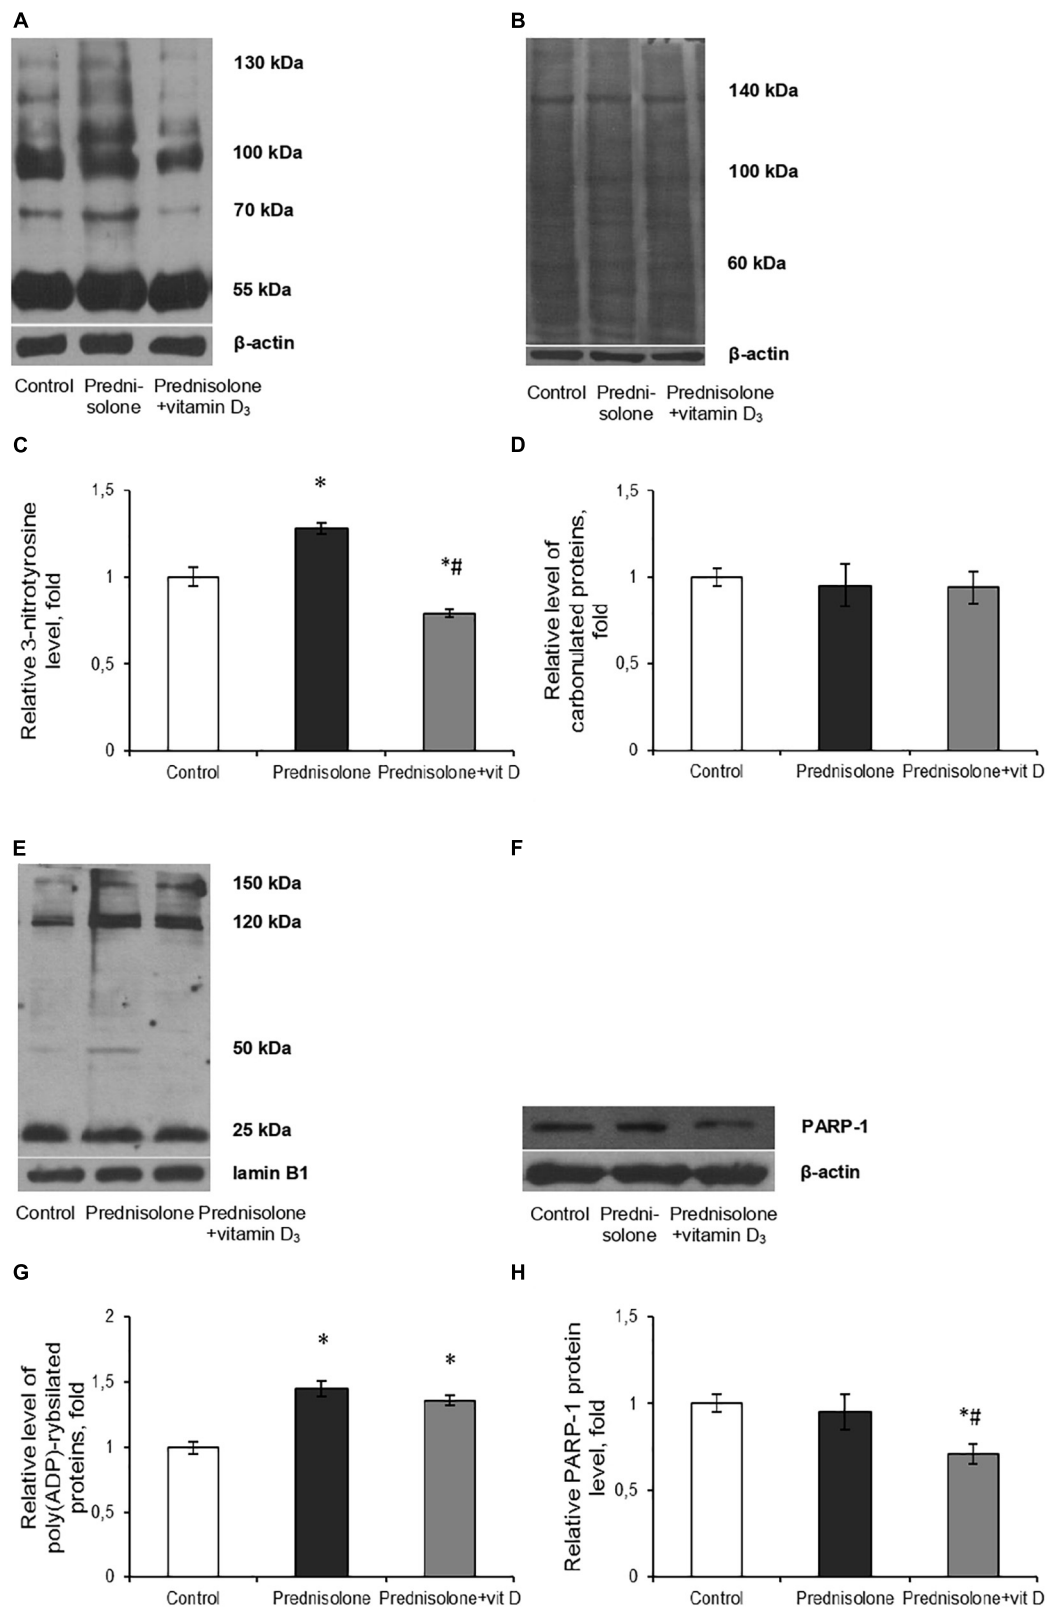 A
130 kDa
100 kDa
70 kDa
55 kDa
β-actin
Control Predni- Prednisolone
solone +vitamin D₃
B
140 kDa
100 kDa
60 kDa
β-actin
Control Predni- Prednisolone
solone +vitamin D₃
C
Relative 3-nitrotyrosine
level, fold
1,5
1
0,5
0
*
*#
Control Prednisolone Prednisolone+vit D
D
Relative level of
carbonulated proteins,
fold
1,5
1
0,5
0
Control Prednisolone Prednisolone+vit D
E
150 kDa
120 kDa
50 kDa
25 kDa
lamin B1
Control Prednisolone Prednisolone
+vitamin D₃
F
PARP-1
β-actin
Control Predni- Prednisolone
solone +vitamin D₃
G
Relative level of
poly(ADP)-rybsilated
proteins, fold
2
1,5
1
0,5
0
*
*
Control Prednisolone Prednisolone+vit D
H
Relative PARP-1 protein
level, fold
1,5
1
0,5
0
*#
Control Prednisolone Prednisolone+vit D